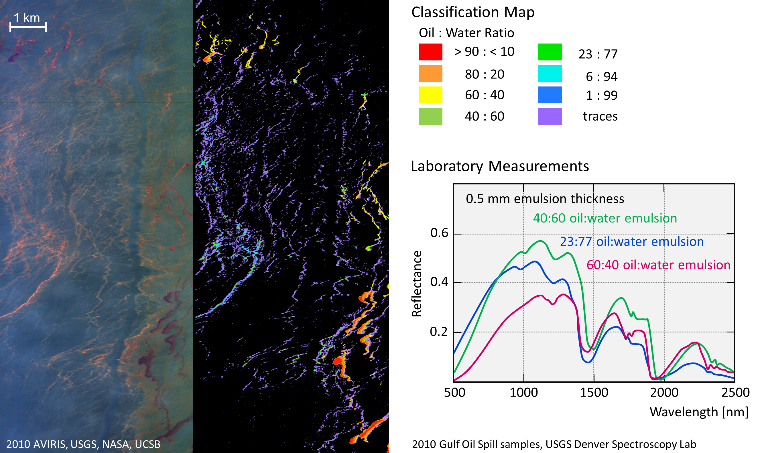 1 km
2010 AVIRIS, USGS, NASA, UCSB
Classification Map
Oil : Water Ratio
> 90 : < 10
80 : 20
60 : 40
40 : 60
23 : 77
6 : 94
1 : 99
traces
Laboratory Measurements
0.5 mm emulsion thickness
40:60 oil:water emulsion
23:77 oil:water emulsion
60:40 oil:water emulsion
Reflectance
0.6
0.4
0.2
500 1000 1500 2000 2500
Wavelength [nm]
2010 Gulf Oil Spill samples, USGS Denver Spectroscopy Lab